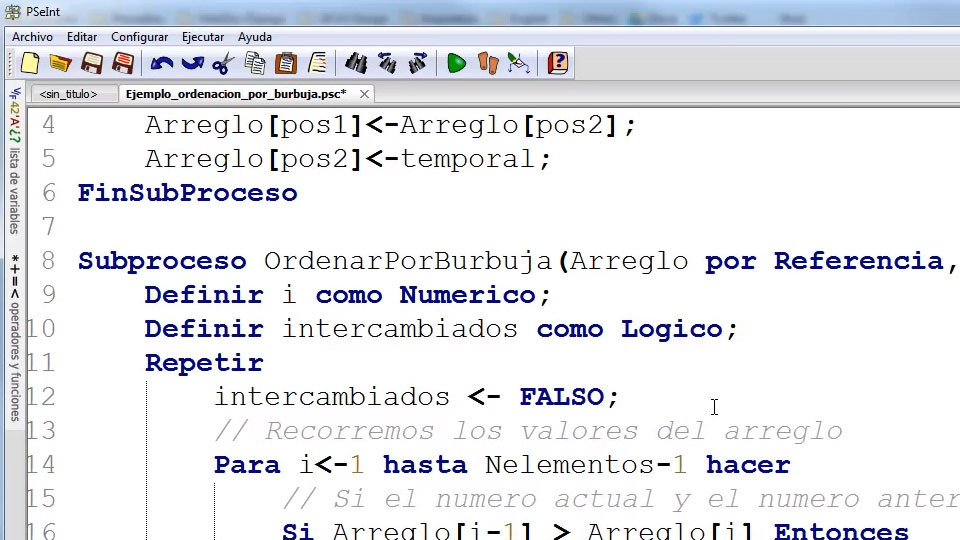 PSeInt
Archivo Editar Configurar Ejecutar Ayuda
<sin_titulo> Ejemplo_ordenacion_por_burbuja.psc*
lista de variables
* + = < operadores y funciones
4 Arreglo[pos1]<-Arreglo[pos2];
5 Arreglo[pos2]<-temporal;
6 FinSubProceso
7
8 Subproceso OrdenarPorBurbuja(Arreglo por Referencia,
9 Definir i como Numerico;
10 Definir intercambiados como Logico;
11 Repetir
12 intercambiados <- FALSO;
13 // Recorremos los valores del arreglo
14 Para i<-1 hasta Nelementos-1 hacer
15 // Si el numero actual y el numero anter
16 Si Arreglo[i-1] > Arreglo[i] Entonces